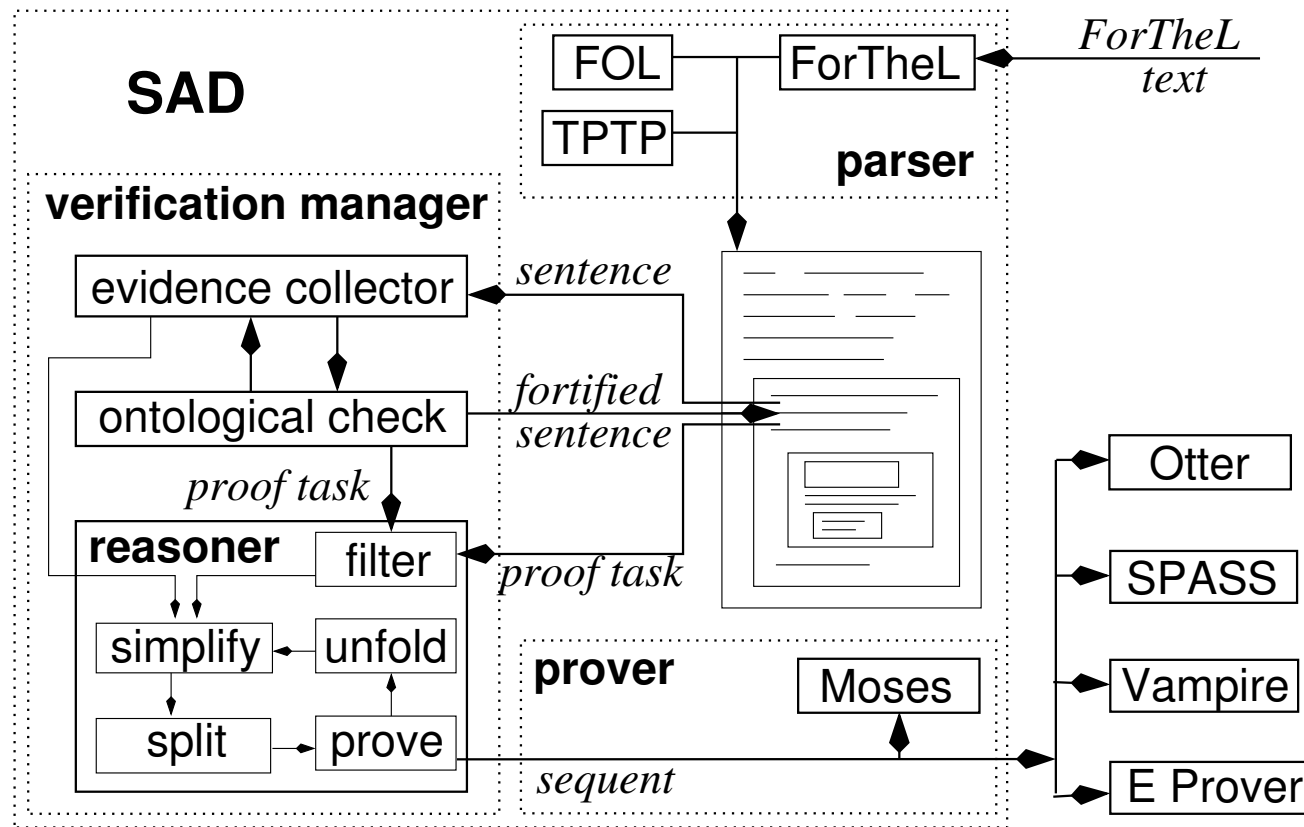 FOL
ForTheL
ForTheL
text
SAD
TPTP
parser
verification manager
evidence collector
sentence
fortified
ontological check
sentence
proof task
Otter
reasoner
filter
proof task
SPASS
simplify
unfold
prover
Moses
Vampire
split
prove
sequent
E Prover